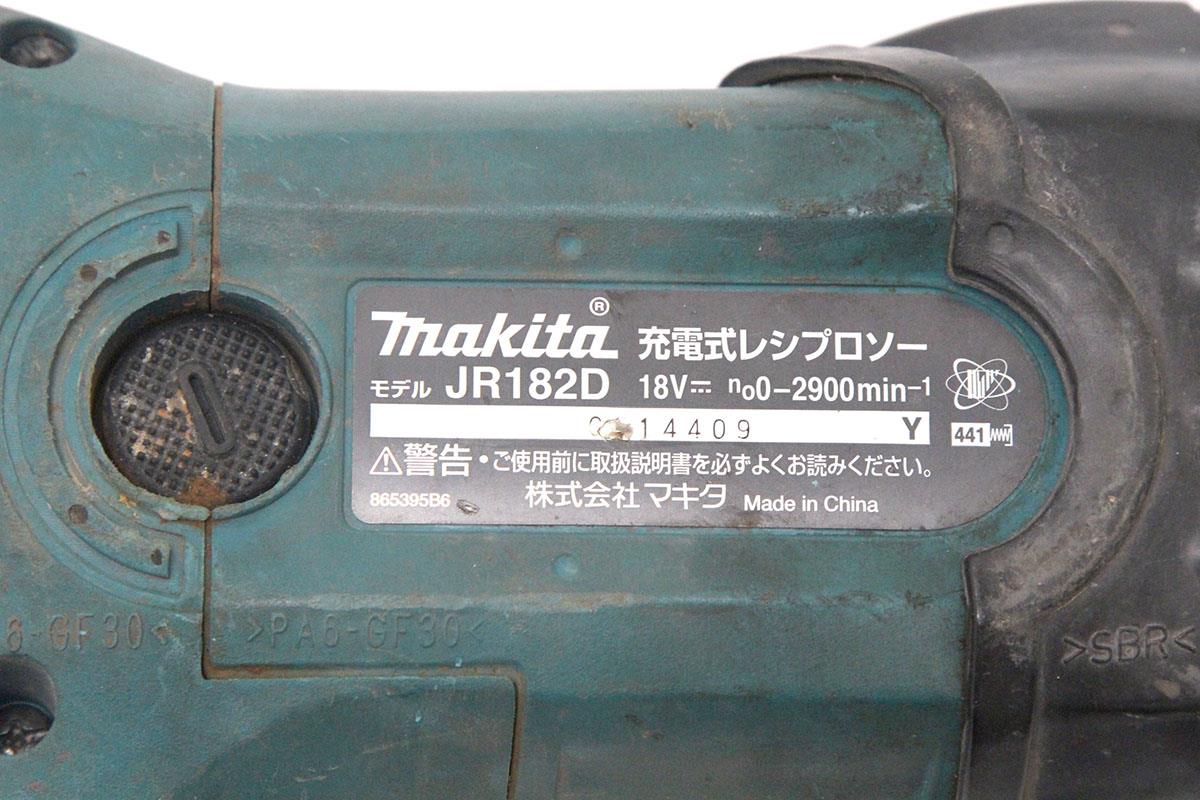 makita® 充電式レシプロソー
モデル JR182D 18V⎓ n₀0-2900min⁻¹
14409 Y
441
⚠警告・ご使用前に取扱説明書を必ずよくお読みください。
865395B6 株式会社マキタ Made in China
6-GF30< >PA6-GF30<
>SBR<